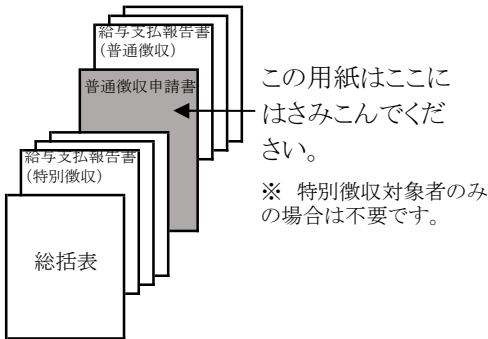 給与支払報告書
（普通徴収）
普通徴収申請書
給与支払報告書
（特別徴収）
総括表
この用紙はここに
はさみこんでくだ
さい。
※　特別徴収対象者のみ
の場合は不要です。